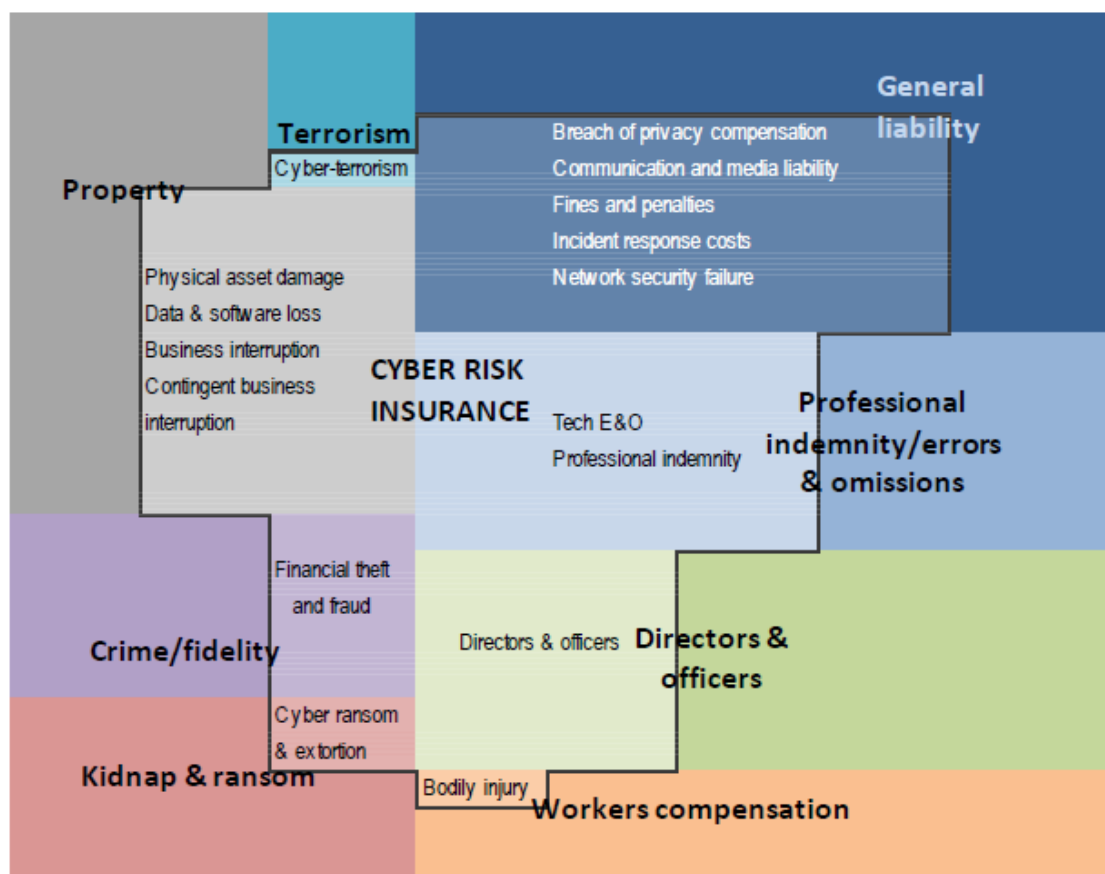 General
liability
Terrorism
Cyber-terrorism
Breach of privacy compensation
Communication and media liability
Fines and penalties
Incident response costs
Network security failure
Property
Physical asset damage
Data & software loss
Business interruption
Contingent business
interruption
CYBER RISK
INSURANCE
Tech E&O
Professional indemnity
Professional
indemnity/errors
& omissions
Financial theft
and fraud
Crime/fidelity
Directors & officers
Directors &
officers
Cyber ransom
& extortion
Kidnap & ransom
Bodily injury
Workers compensation